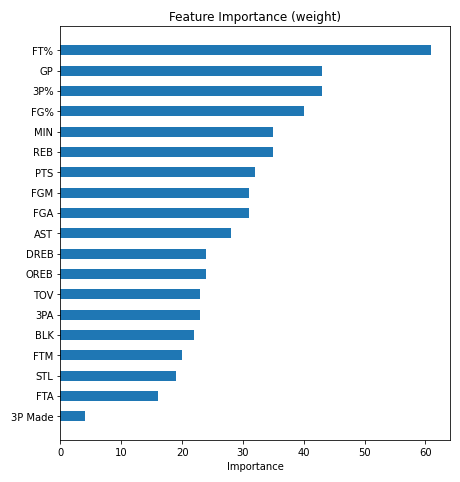 Feature Importance (weight)
FT%
GP
3P%
FG%
MIN
REB
PTS
FGM
FGA
AST
DREB
OREB
TOV
3PA
BLK
FTM
STL
FTA
3P Made
0 10 20 30 40 50 60
Importance